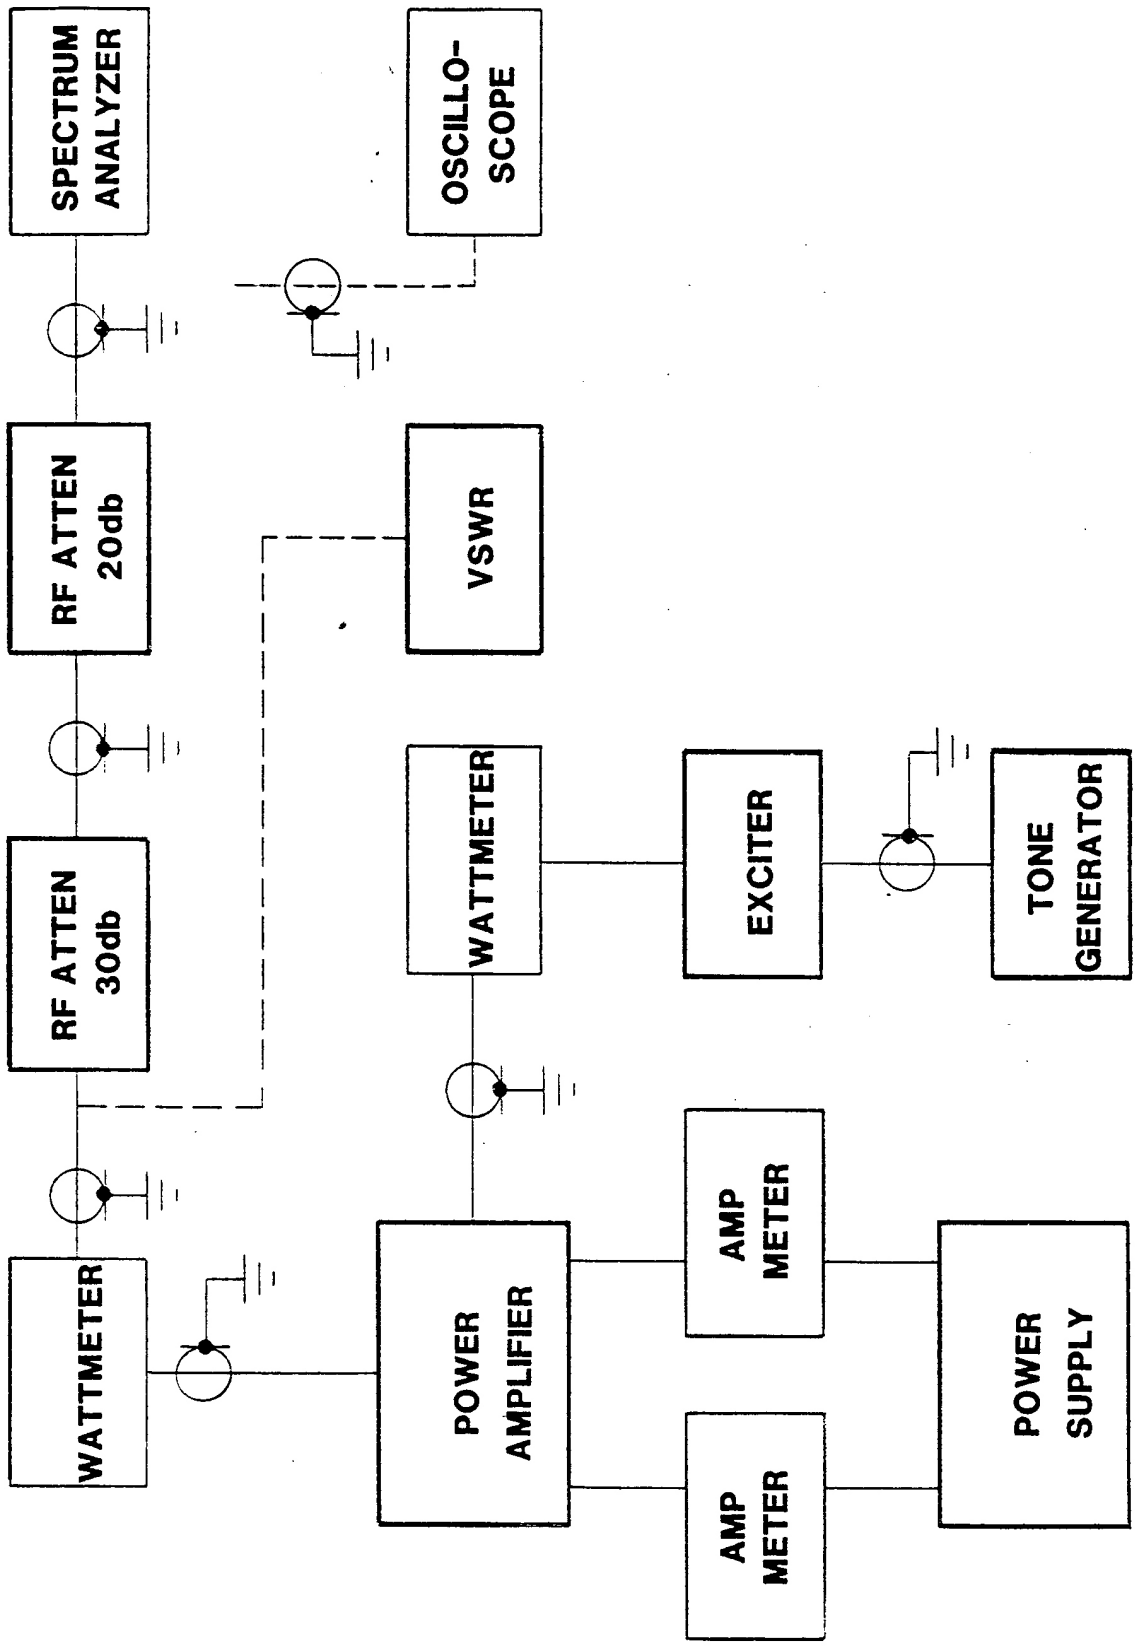 WATTMETER
RF ATTEN
30db
RF ATTEN
20db
SPECTRUM
ANALYZER
POWER
AMPLIFIER
WATTMETER
VSWR
OSCILLO-
SCOPE
AMP
METER
AMP
METER
EXCITER
POWER
SUPPLY
TONE
GENERATOR